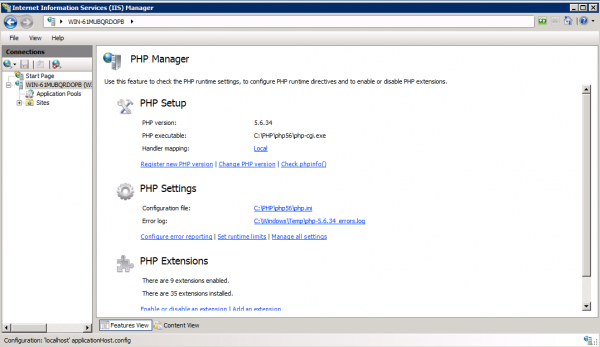 Internet Information Services (IIS) Manager
WIN-61MUBQRDOPB
File View Help
Connections
Start Page
WIN-61MUBQRDOPB (W
Application Pools
Sites
PHP Manager
Use this feature to check the PHP runtime settings, to configure PHP runtime directives and to enable or disable PHP extensions.
PHP Setup
PHP version: 5.6.34
PHP executable: C:\PHP\php56\php-cgi.exe
Handler mapping: Local
Register new PHP version | Change PHP version | Check phpinfo()
PHP Settings
Configuration file: C:\PHP\php56\php.ini
Error log: C:\Windows\Temp\php-5.6.34_errors.log
Configure error reporting | Set runtime limits | Manage all settings
PHP Extensions
There are 9 extensions enabled.
There are 35 extensions installed.
Enable or disable an extension | Add an extension
Features View Content View
Configuration: 'localhost' applicationHost.config